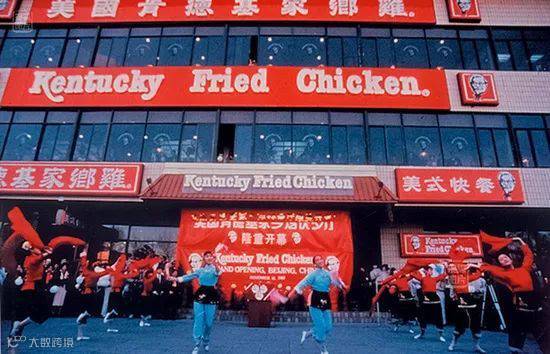 美國肯德基家鄉雞
Kentucky Fried Chicken®
德基家鄉雞
Kentucky Fried Chicken
美式快餐
隆重开幕
Kentucky Fried Chicken
Kentucky Fried Chicken
AND OPENING, BEIJING, CH
大数跨境